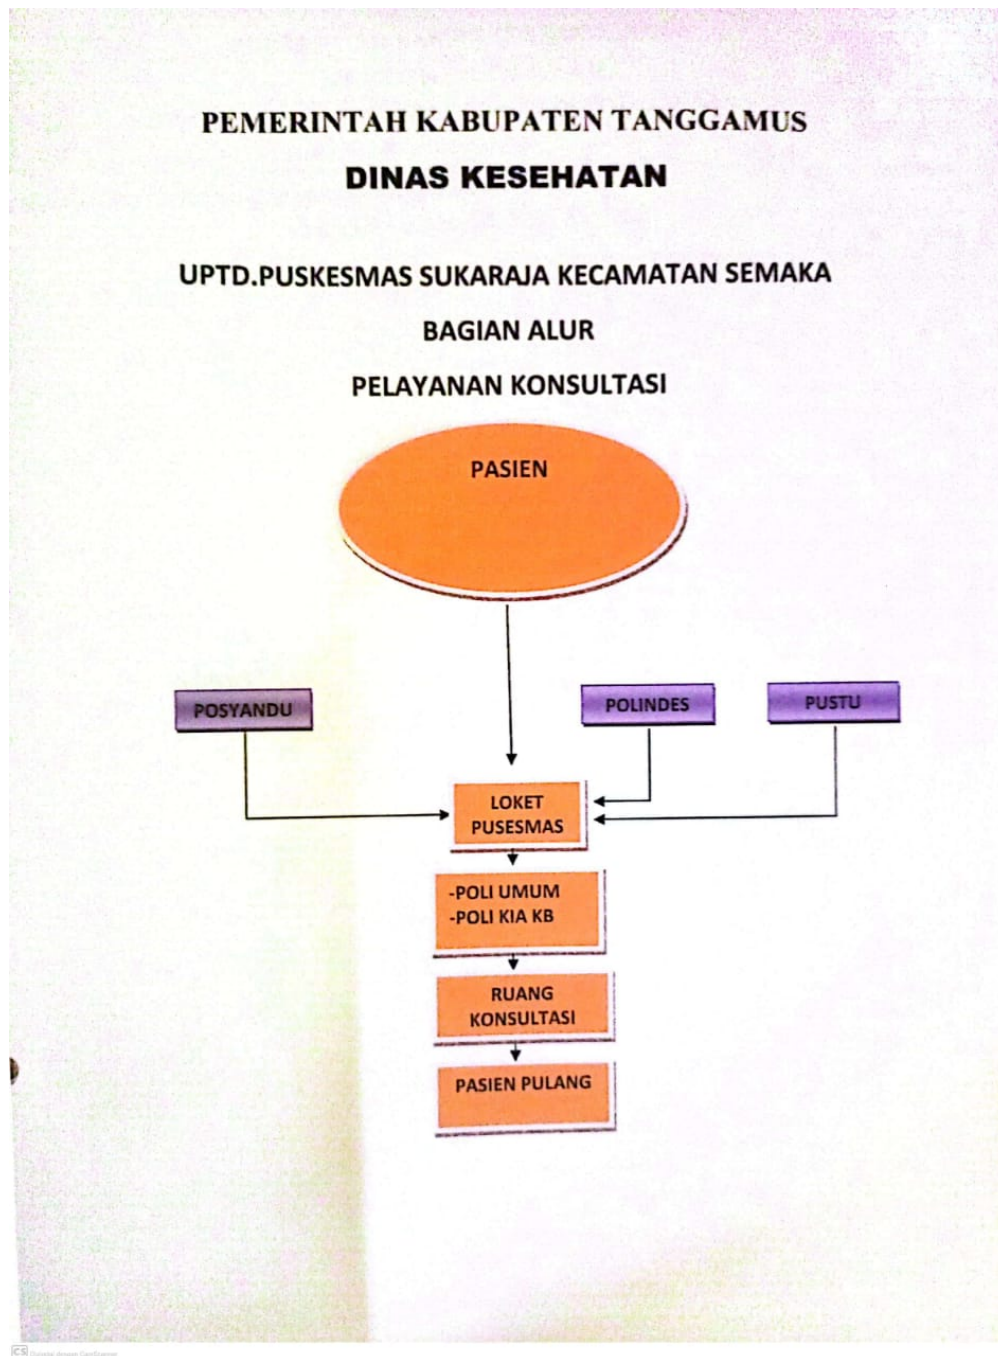 PEMERINTAH KABUPATEN TANGGAMUS
DINAS KESEHATAN
UPTD.PUSKESMAS SUKARAJA KECAMATAN SEMAKA
BAGIAN ALUR
PELAYANAN KONSULTASI
PASIEN
POSYANDU
POLINDES
PUSTU
LOKET
PUSESMAS
-POLI UMUM
-POLI KIA KB
RUANG
KONSULTASI
PASIEN PULANG
CS